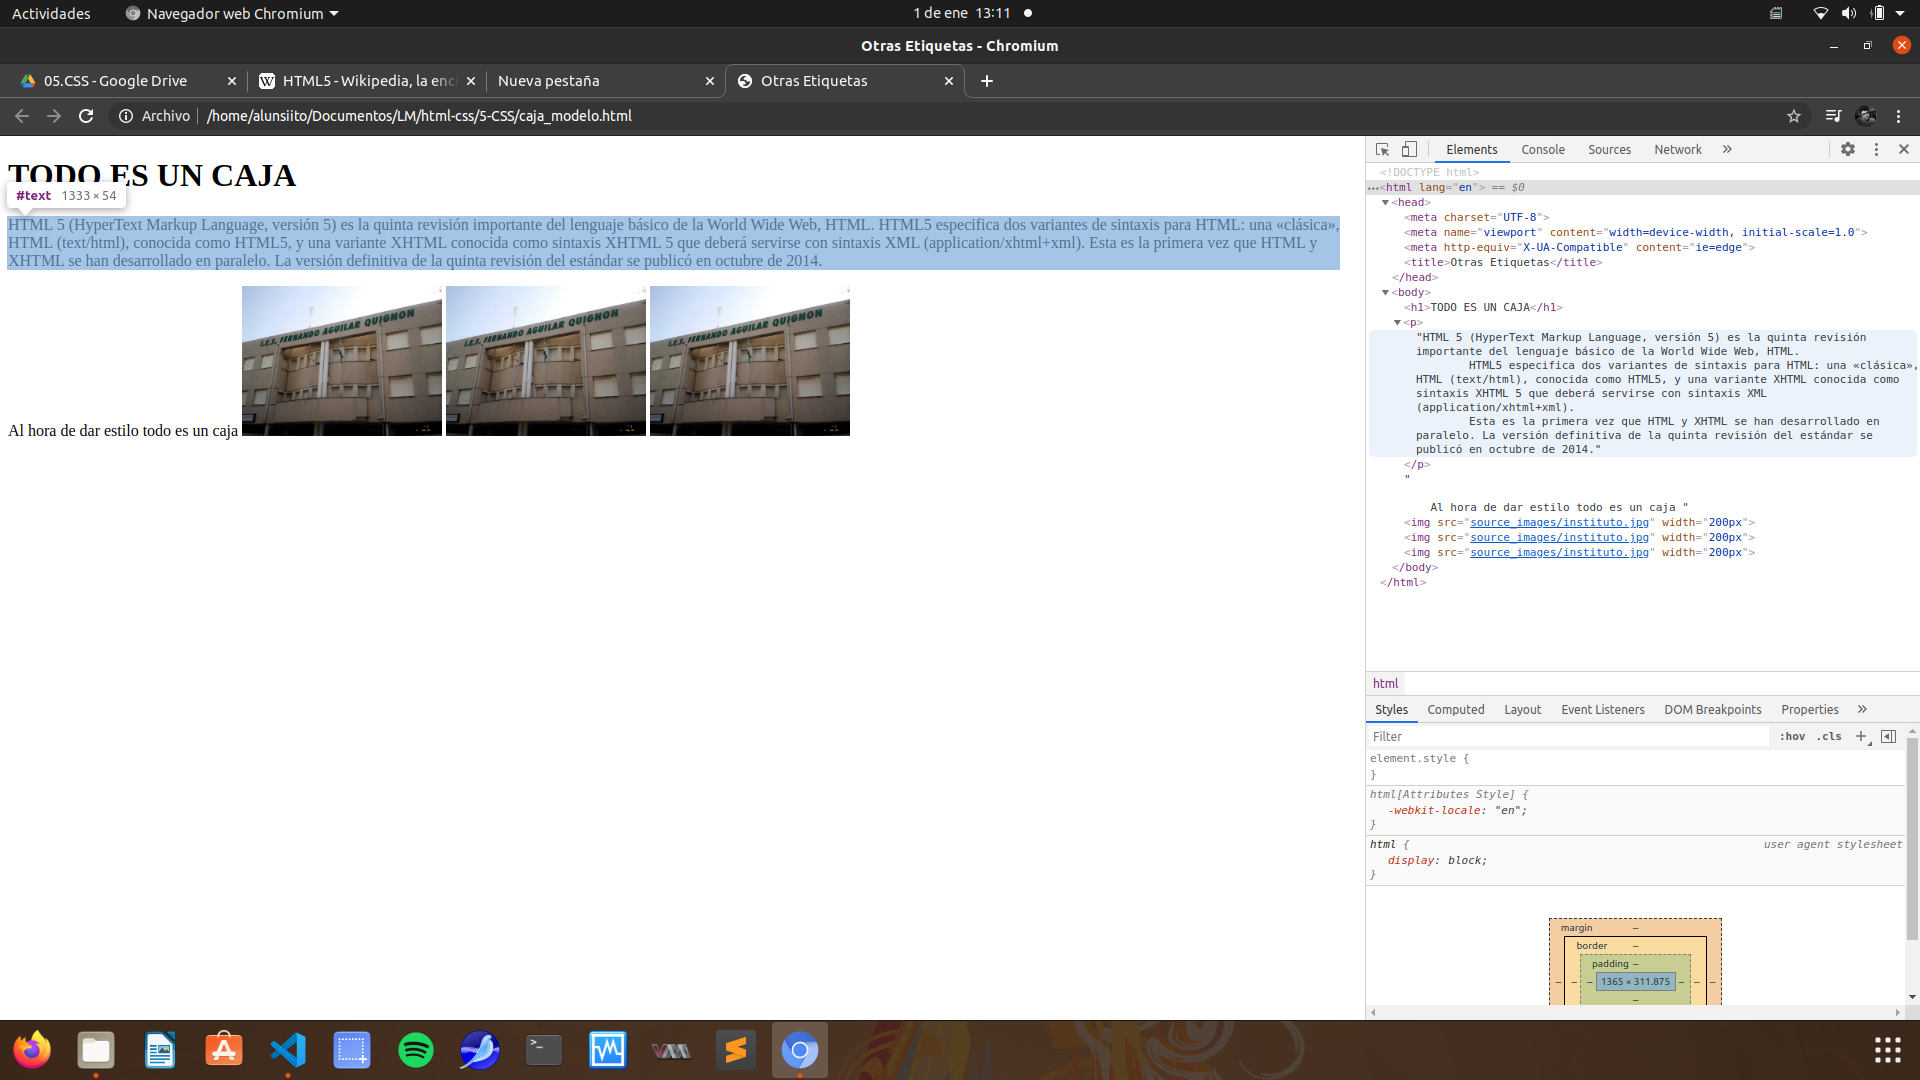 Actividades
Navegador web Chromium
1 de ene 13:11
Otras Etiquetas - Chromium
05.CSS - Google Drive
HTML5 - Wikipedia, la enci
Nueva pestaña
Otras Etiquetas
Archivo
/home/alunsiito/Documentos/LM/html-css/5-CSS/caja_modelo.html
TODO ES UN CAJA
#text 1333 × 54
HTML 5 (HyperText Markup Language, versión 5) es la quinta revisión importante del lenguaje básico de la World Wide Web, HTML. HTML5 especifica dos variantes de sintaxis para HTML: una «clásica»,
HTML (text/html), conocida como HTML5, y una variante XHTML conocida como sintaxis XHTML 5 que deberá servirse con sintaxis XML (application/xhtml+xml). Esta es la primera vez que HTML y
XHTML se han desarrollado en paralelo. La versión definitiva de la quinta revisión del estándar se publicó en octubre de 2014.
I.E.S. FERNANDO AGUILAR QUIGNON
I.E.S. FERNANDO AGUILAR QUIGNON
I.E.S. FERNANDO AGUILAR QUIGNON
Al hora de dar estilo todo es un caja
Elements Console Sources Network »
<!DOCTYPE html>
…<html lang="en"> == $0
<head>
<meta charset="UTF-8">
<meta name="viewport" content="width=device-width, initial-scale=1.0">
<meta http-equiv="X-UA-Compatible" content="ie=edge">
<title>Otras Etiquetas</title>
</head>
<body>
<h1>TODO ES UN CAJA</h1>
<p>
"HTML 5 (HyperText Markup Language, versión 5) es la quinta revisión
importante del lenguaje básico de la World Wide Web, HTML.
HTML5 especifica dos variantes de sintaxis para HTML: una «clásica»,
HTML (text/html), conocida como HTML5, y una variante XHTML conocida como
sintaxis XHTML 5 que deberá servirse con sintaxis XML
(application/xhtml+xml).
Esta es la primera vez que HTML y XHTML se han desarrollado en
paralelo. La versión definitiva de la quinta revisión del estándar se
publicó en octubre de 2014."
</p>
"
Al hora de dar estilo todo es un caja "
<img src="source_images/instituto.jpg" width="200px">
<img src="source_images/instituto.jpg" width="200px">
<img src="source_images/instituto.jpg" width="200px">
</body>
</html>
html
Styles Computed Layout Event Listeners DOM Breakpoints Properties »
Filter :hov .cls +
element.style {
}
html[Attributes Style] {
-webkit-locale: "en";
}
html { user agent stylesheet
display: block;
}
margin –
border –
padding –
– – – 1365 × 311.875 – – –
–
>_